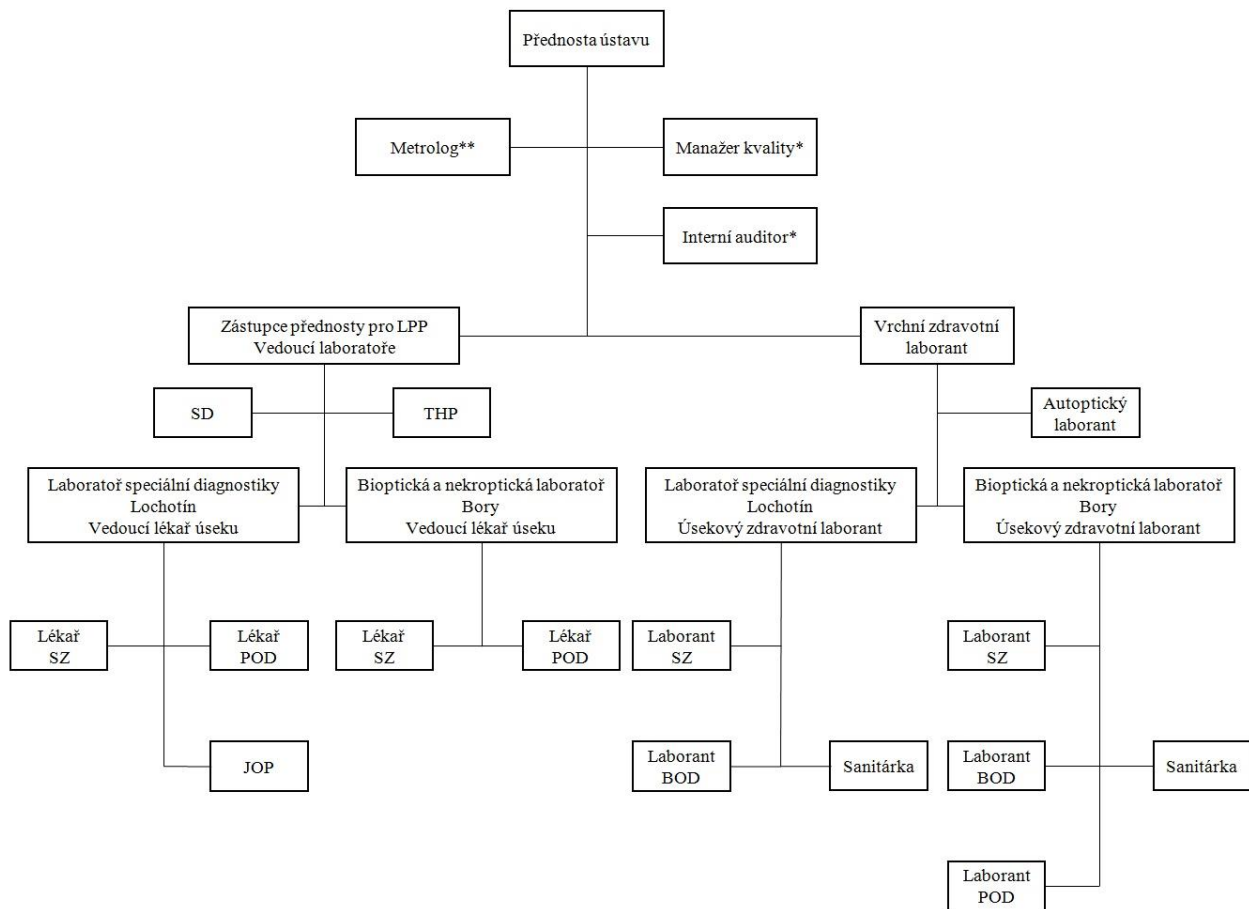 Přednosta ústavu
Metrolog**
Manažer kvality*
Interní auditor*
Zástupce přednosty pro LPP
Vedoucí laboratoře
Vrchní zdravotní
laborant
SD
THP
Autoptický
laborant
Laboratoř speciální diagnostiky
Lochotín
Vedoucí lékař úseku
Bioptická a nekroptická laboratoř
Bory
Vedoucí lékař úseku
Laboratoř speciální diagnostiky
Lochotín
Úsekový zdravotní laborant
Bioptická a nekroptická laboratoř
Bory
Úsekový zdravotní laborant
Lékař
SZ
Lékař
POD
Lékař
SZ
Lékař
POD
Laborant
SZ
Laborant
SZ
JOP
Laborant
BOD
Sanitárka
Laborant
BOD
Sanitárka
Laborant
POD